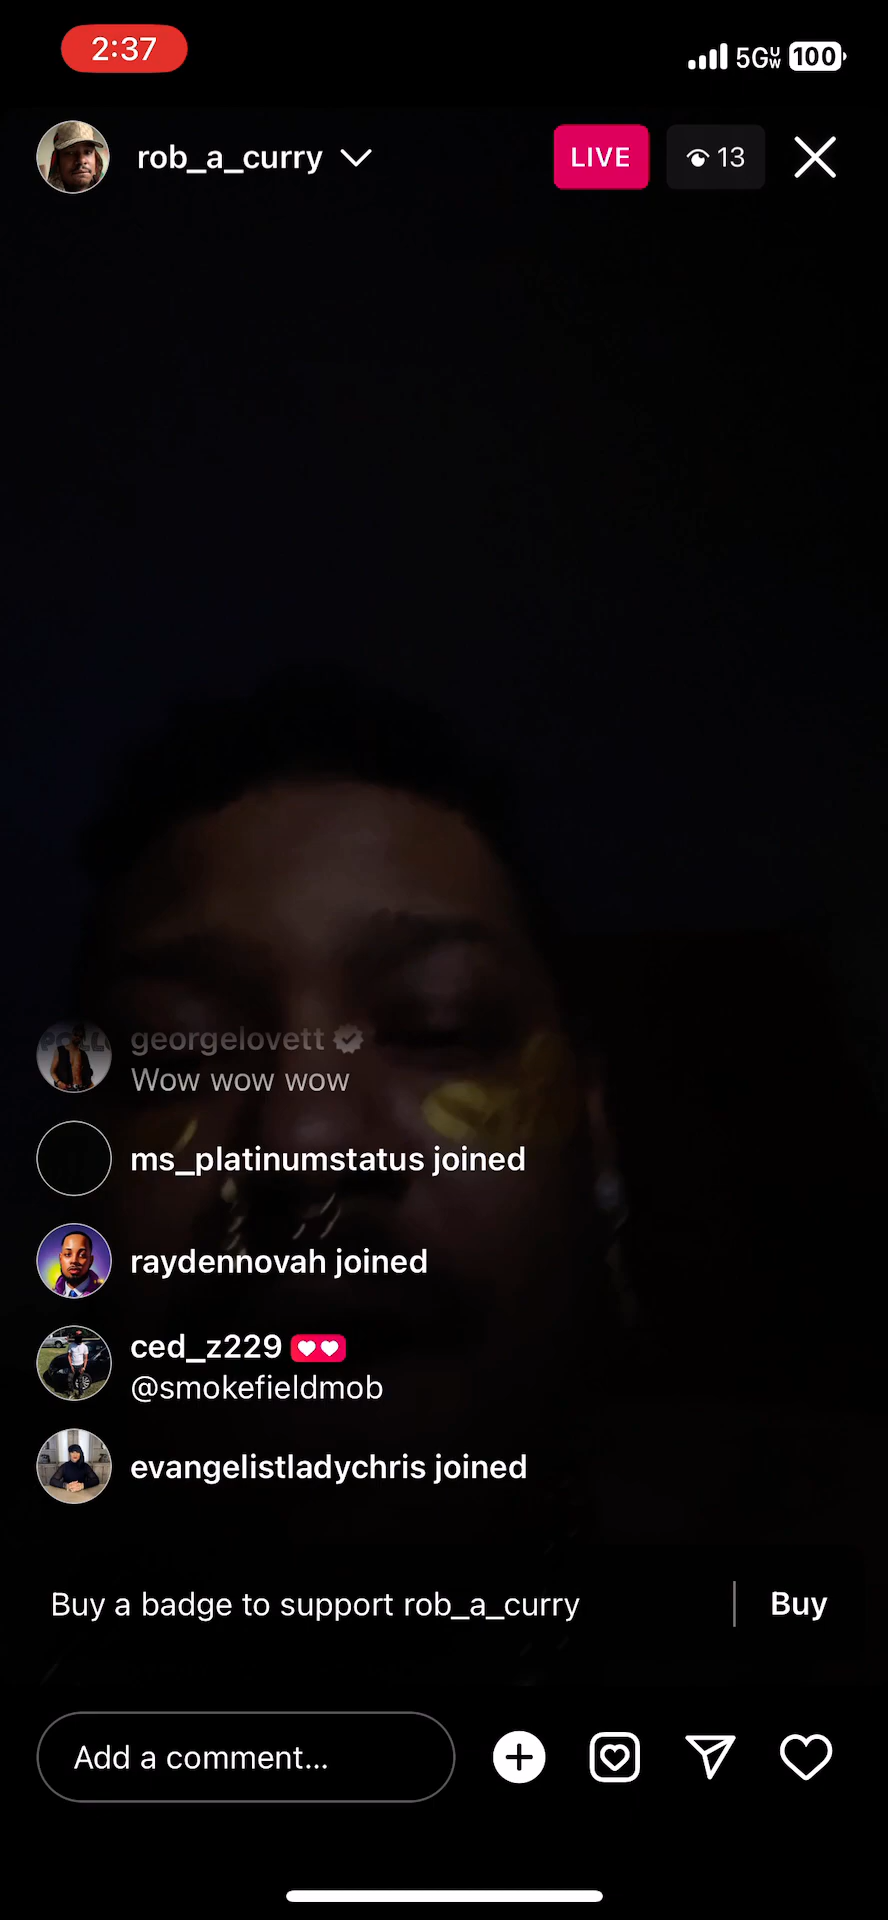 2:37
5GUW 100
rob_a_curry
LIVE
13
georgelovett
Wow wow wow
ms_platinumstatus joined
raydennovah joined
ced_z229
@smokefieldmob
evangelistladychris joined
Buy a badge to support rob_a_curry
Buy
Add a comment...